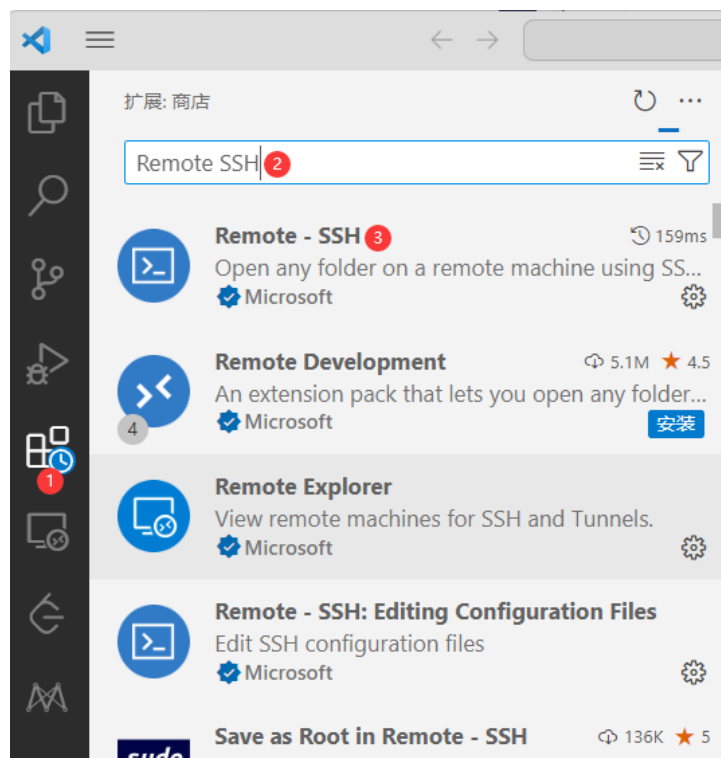 扩展: 商店
Remote SSH 2
Remote - SSH 3 159ms
Open any folder on a remote machine using SS...
Microsoft
Remote Development 5.1M 4.5
An extension pack that lets you open any folder...
4 Microsoft 安装
1
Remote Explorer
View remote machines for SSH and Tunnels.
Microsoft
Remote - SSH: Editing Configuration Files
Edit SSH configuration files
Microsoft
Save as Root in Remote - SSH 136K 5
sudo